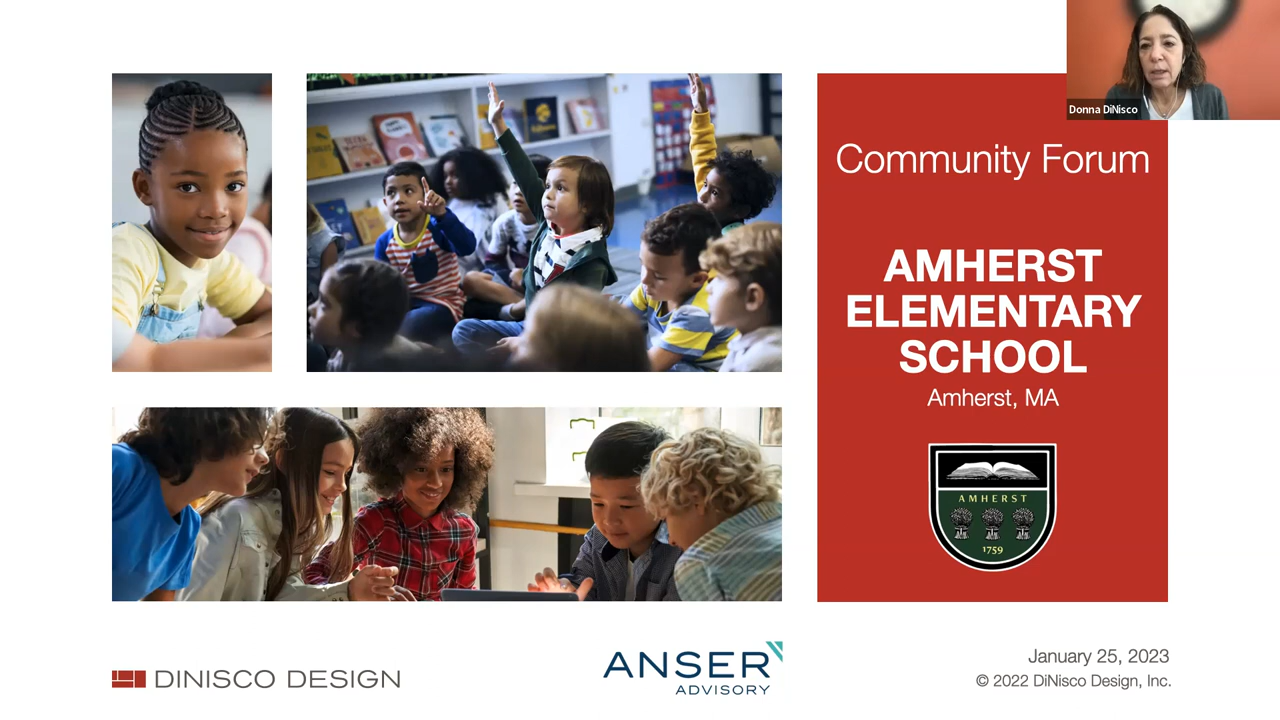 Donna DiNisco
Community Forum
AMHERST
ELEMENTARY
SCHOOL
Amherst, MA
AMHERST
1759
DINISCO DESIGN
ANSER
ADVISORY
January 25, 2023
© 2022 DiNisco Design, Inc.